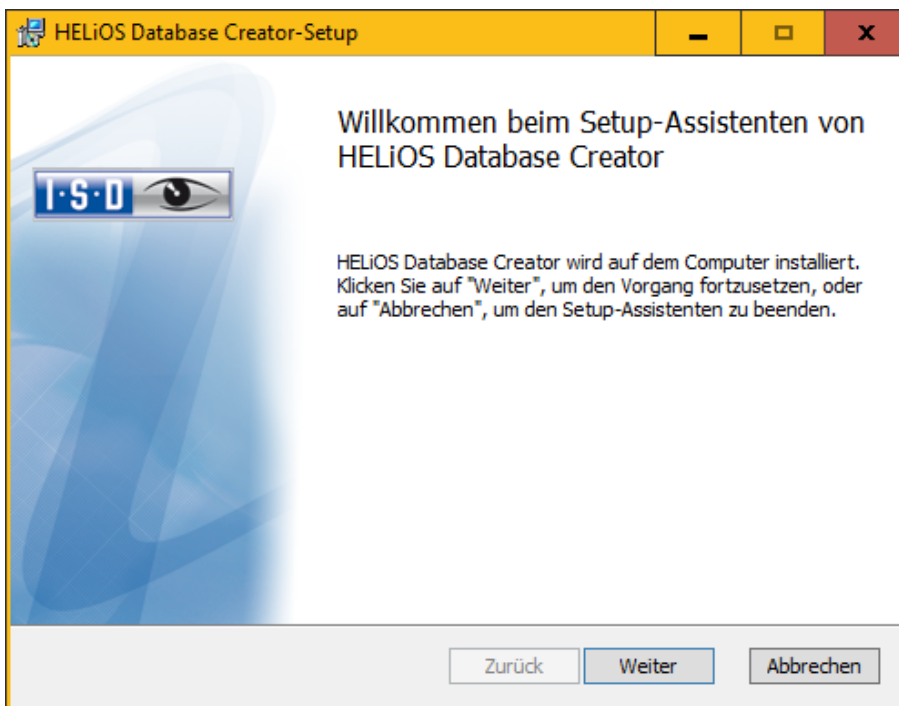 HELiOS Database Creator-Setup
Willkommen beim Setup-Assistenten von
HELiOS Database Creator
I·S·D
HELiOS Database Creator wird auf dem Computer installiert.
Klicken Sie auf "Weiter", um den Vorgang fortzusetzen, oder
auf "Abbrechen", um den Setup-Assistenten zu beenden.
Zurück Weiter Abbrechen